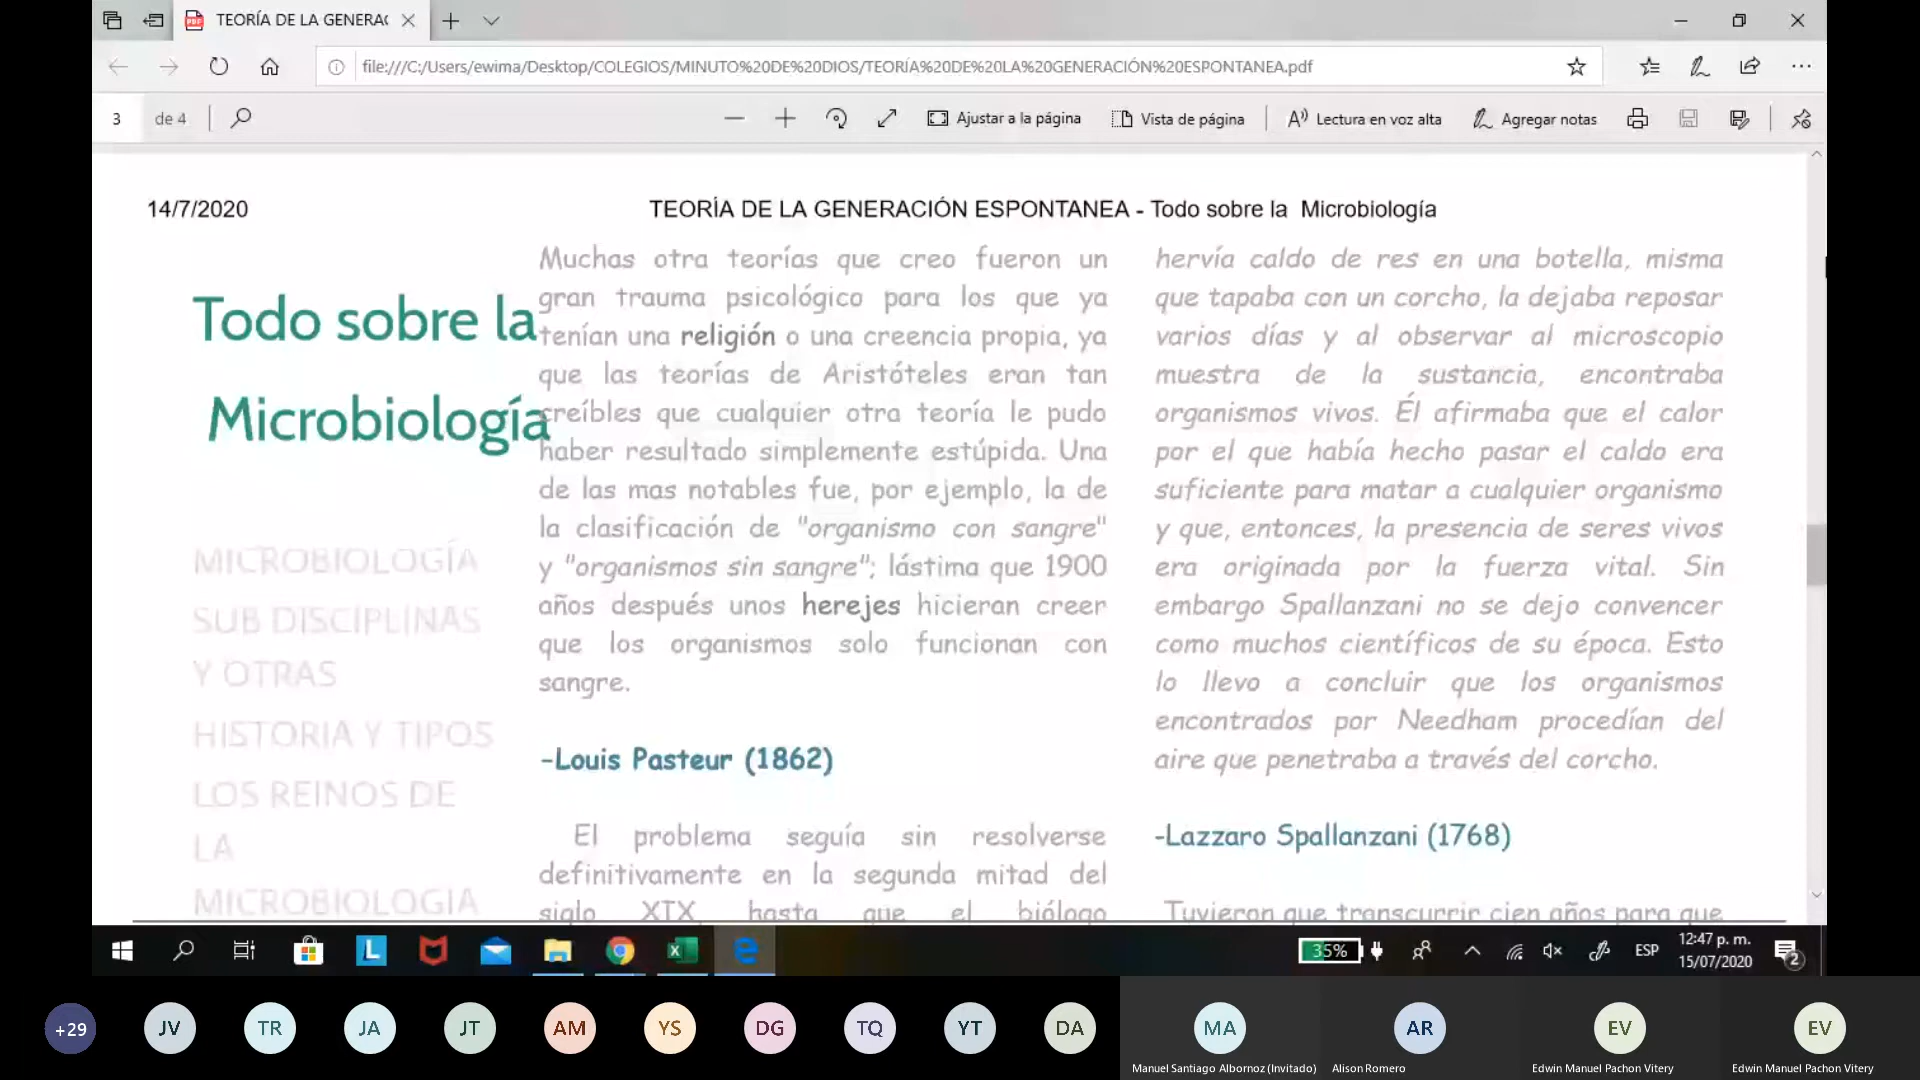 TEORÍA DE LA GENERAC
file:///C:/Users/ewima/Desktop/COLEGIOS/MINUTO%20DE%20DIOS/TEORÍA%20DE%20LA%20GENERACIÓN%20ESPONTANEA.pdf
3 de 4
Ajustar a la página
Vista de página
Lectura en voz alta
Agregar notas
14/7/2020
TEORÍA DE LA GENERACIÓN ESPONTANEA - Todo sobre la Microbiología
Todo sobre la
Microbiología
MICROBIOLOGÍA
SUB DISCIPLINAS
Y OTRAS
HISTORIA Y TIPOS
LOS REINOS DE
LA
MICROBIOLOGIA
Muchas otra teorías que creo fueron un
gran trauma psicológico para los que ya
tenían una religión o una creencia propia, ya
que las teorías de Aristóteles eran tan
creíbles que cualquier otra teoría le pudo
haber resultado simplemente estúpida. Una
de las mas notables fue, por ejemplo, la de
la clasificación de "organismo con sangre"
y "organismos sin sangre"; lástima que 1900
años después unos herejes hicieran creer
que los organismos solo funcionan con
sangre.
-Louis Pasteur (1862)
El problema seguía sin resolverse
definitivamente en la segunda mitad del
siglo XIX, hasta que el biólogo
hervía caldo de res en una botella, misma
que tapaba con un corcho, la dejaba reposar
varios días y al observar al microscopio
muestra de la sustancia, encontraba
organismos vivos. Él afirmaba que el calor
por el que había hecho pasar el caldo era
suficiente para matar a cualquier organismo
y que, entonces, la presencia de seres vivos
era originada por la fuerza vital. Sin
embargo Spallanzani no se dejo convencer
como muchos científicos de su época. Esto
lo llevo a concluir que los organismos
encontrados por Needham procedían del
aire que penetraba a través del corcho.
-Lazzaro Spallanzani (1768)
Tuvieron que transcurrir cien años para que
35%
ESP
12:47 p. m.
15/07/2020
2
+29
JV
TR
JA
JT
AM
YS
DG
TQ
YT
DA
MA
AR
EV
EV
Manuel Santiago Albornoz (Invitado)
Alison Romero
Edwin Manuel Pachon Vitery
Edwin Manuel Pachon Vitery